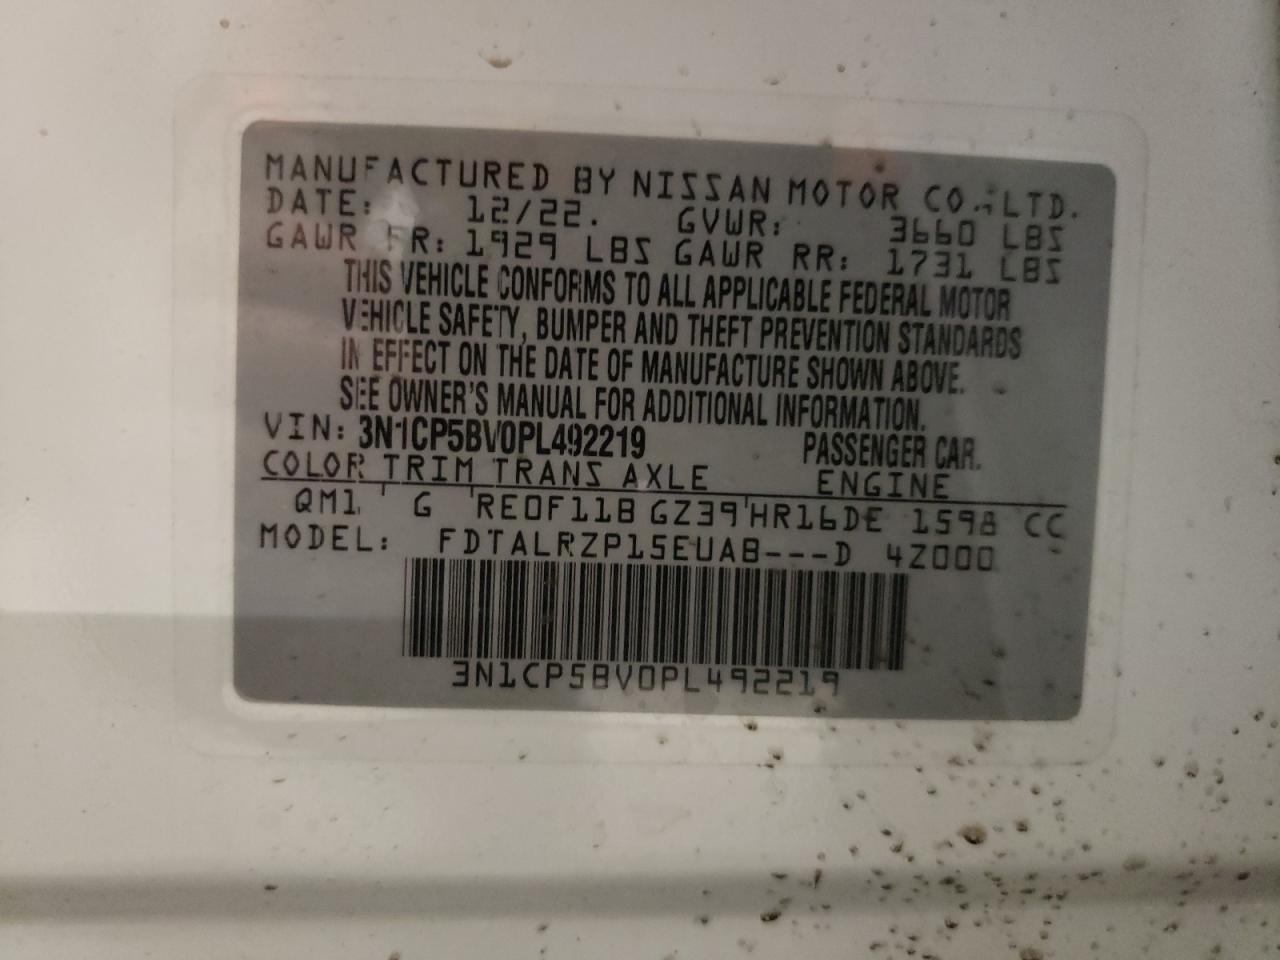 MANUFACTURED BY NISSAN MOTOR CO., LTD.
DATE: 12/22. GVWR: 3660 LBS
GAWR FR: 1929 LBS GAWR RR: 1731 LBS
THIS VEHICLE CONFORMS TO ALL APPLICABLE FEDERAL MOTOR
VEHICLE SAFETY, BUMPER AND THEFT PREVENTION STANDARDS
IN EFFECT ON THE DATE OF MANUFACTURE SHOWN ABOVE.
SEE OWNER'S MANUAL FOR ADDITIONAL INFORMATION.
VIN: 3N1CP5BV0PL492219 PASSENGER CAR.
COLOR TRIM TRANS AXLE ENGINE
QM1 G RE0F11B GZ39 HR16DE 1598 CC
MODEL: FDTALRZP15EUAB---D 4Z000
3N1CP5BV0PL492219